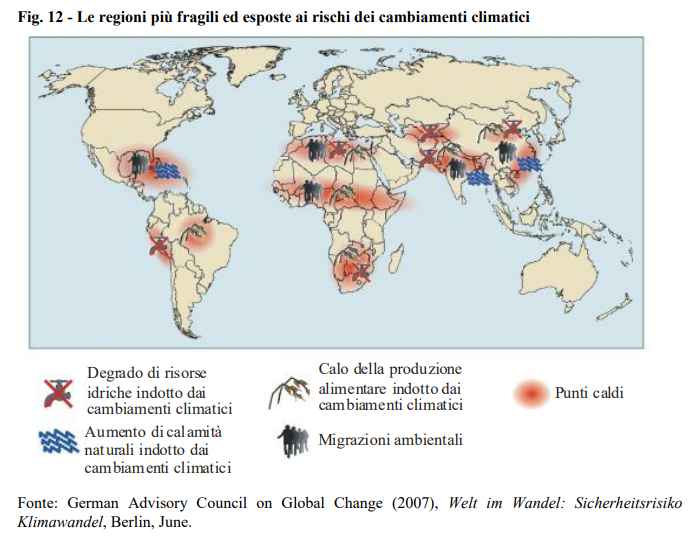 Fig. 12 - Le regioni più fragili ed esposte ai rischi dei cambiamenti climatici
Degrado di risorse
idriche indotto dai
cambiamenti climatici
Aumento di calamità
naturali indotto dai
cambiamenti climatici
Calo della produzione
alimentare indotto dai
cambiamenti climatici
Migrazioni ambientali
Punti caldi
Fonte: German Advisory Council on Global Change (2007), Welt im Wandel: Sicherheitsrisiko
Klimawandel, Berlin, June.